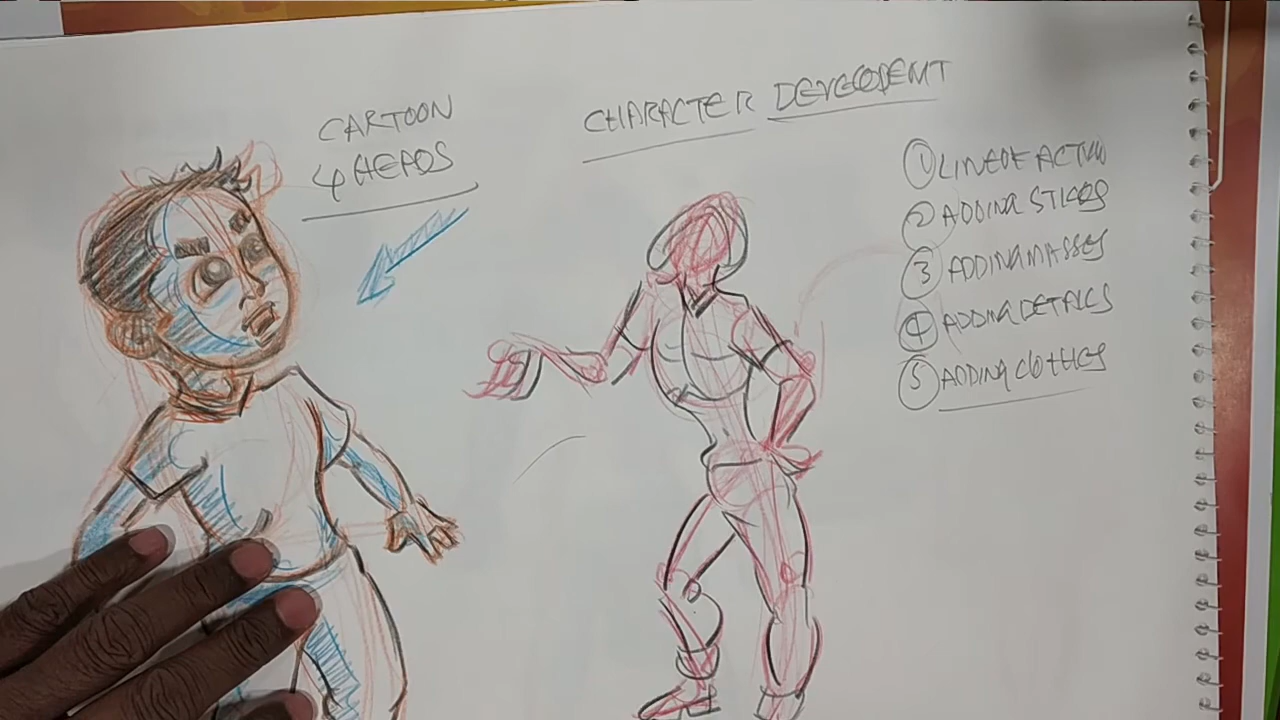 CARTOON
4 HEADS
CHARACTER DEVELOPEMT
① LINE OF ACTION
② ADDING STICKS
③ ADDING MASSES
④ ADDING DETAILS
⑤ ADDING CLOTHES